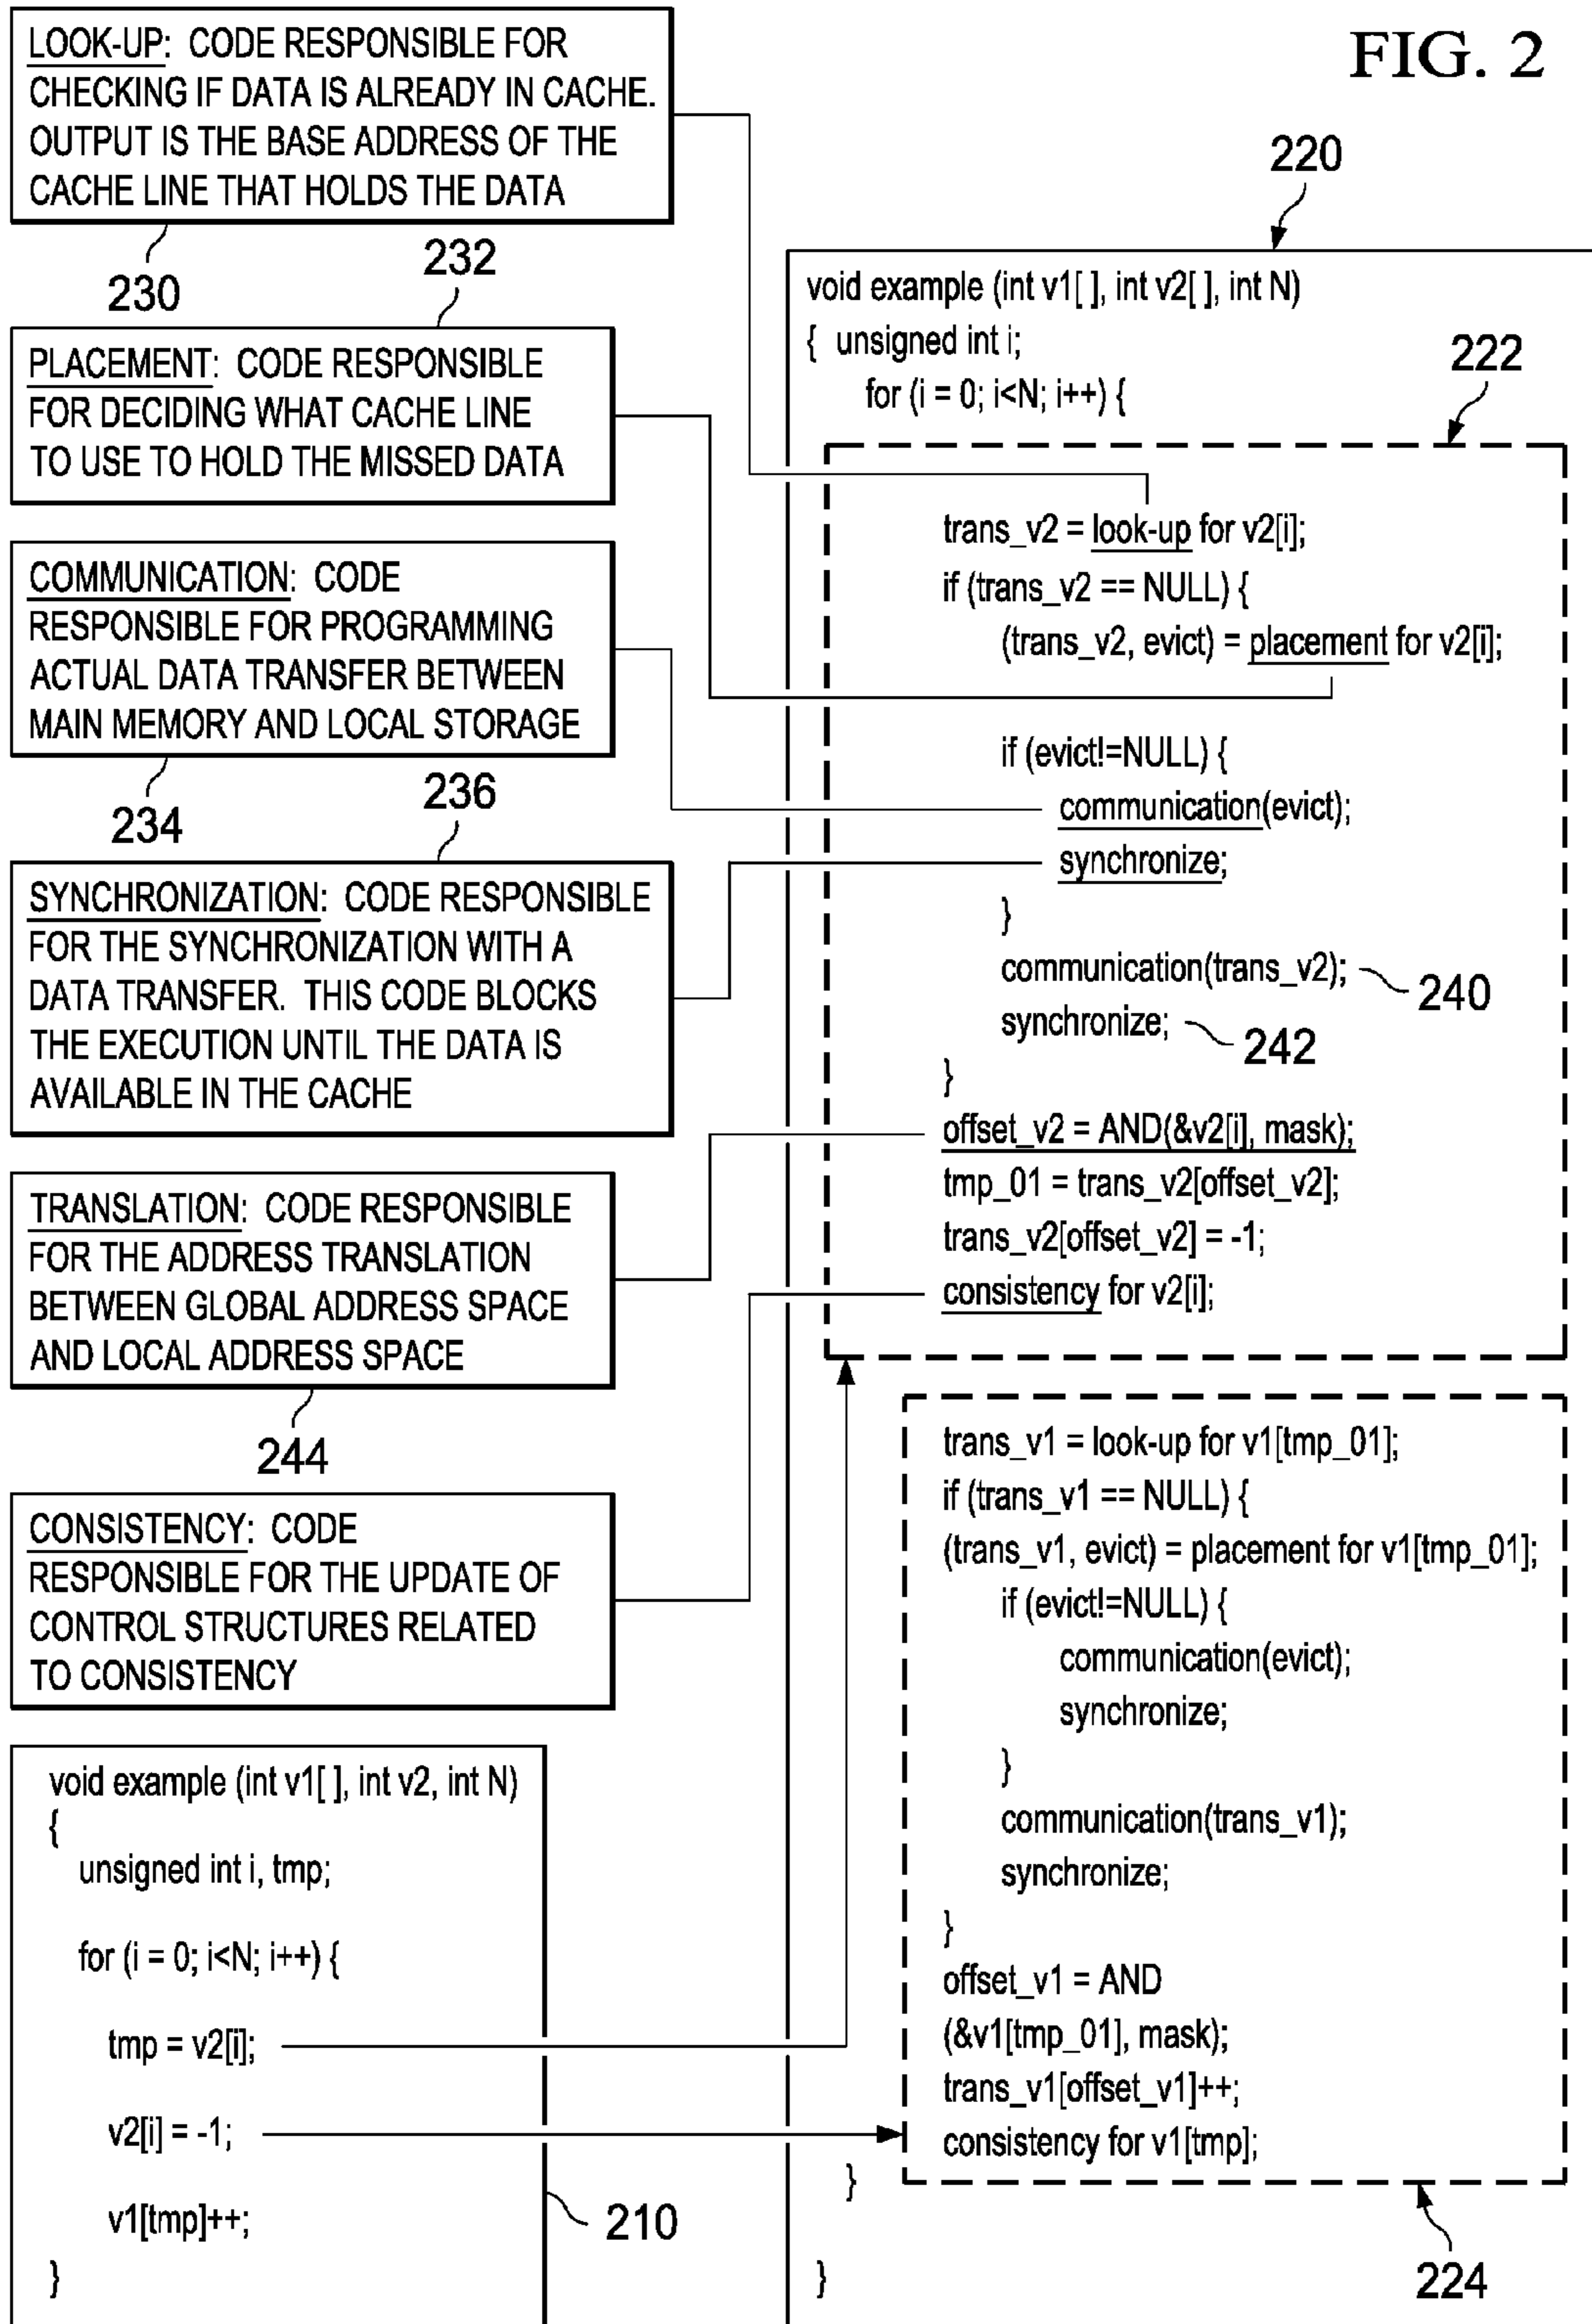 FIG. 2
LOOK-UP: CODE RESPONSIBLE FOR
CHECKING IF DATA IS ALREADY IN CACHE.
OUTPUT IS THE BASE ADDRESS OF THE
CACHE LINE THAT HOLDS THE DATA
230
232
PLACEMENT: CODE RESPONSIBLE
FOR DECIDING WHAT CACHE LINE
TO USE TO HOLD THE MISSED DATA
COMMUNICATION: CODE
RESPONSIBLE FOR PROGRAMMING
ACTUAL DATA TRANSFER BETWEEN
MAIN MEMORY AND LOCAL STORAGE
234
236
SYNCHRONIZATION: CODE RESPONSIBLE
FOR THE SYNCHRONIZATION WITH A
DATA TRANSFER. THIS CODE BLOCKS
THE EXECUTION UNTIL THE DATA IS
AVAILABLE IN THE CACHE
TRANSLATION: CODE RESPONSIBLE
FOR THE ADDRESS TRANSLATION
BETWEEN GLOBAL ADDRESS SPACE
AND LOCAL ADDRESS SPACE
244
CONSISTENCY: CODE
RESPONSIBLE FOR THE UPDATE OF
CONTROL STRUCTURES RELATED
TO CONSISTENCY
void example (int v1[ ], int v2, int N)
{
unsigned int i, tmp;
for (i = 0; i<N; i++) {
tmp = v2[i];
v2[i] = -1;
v1[tmp]++;
}
210
220
void example (int v1[ ], int v2[ ], int N)
{ unsigned int i;
for (i = 0; i<N; i++) {
222
trans_v2 = look-up for v2[i];
if (trans_v2 == NULL) {
(trans_v2, evict) = placement for v2[i];
if (evict!=NULL) {
communication(evict);
synchronize;
}
communication(trans_v2); 240
synchronize; 242
}
offset_v2 = AND(&v2[i], mask);
tmp_01 = trans_v2[offset_v2];
trans_v2[offset_v2] = -1;
consistency for v2[i];
trans_v1 = look-up for v1[tmp_01];
if (trans_v1 == NULL) {
(trans_v1, evict) = placement for v1[tmp_01];
if (evict!=NULL) {
communication(evict);
synchronize;
}
communication(trans_v1);
synchronize;
}
offset_v1 = AND
(&v1[tmp_01], mask);
trans_v1[offset_v1]++;
consistency for v1[tmp];
}
}
224